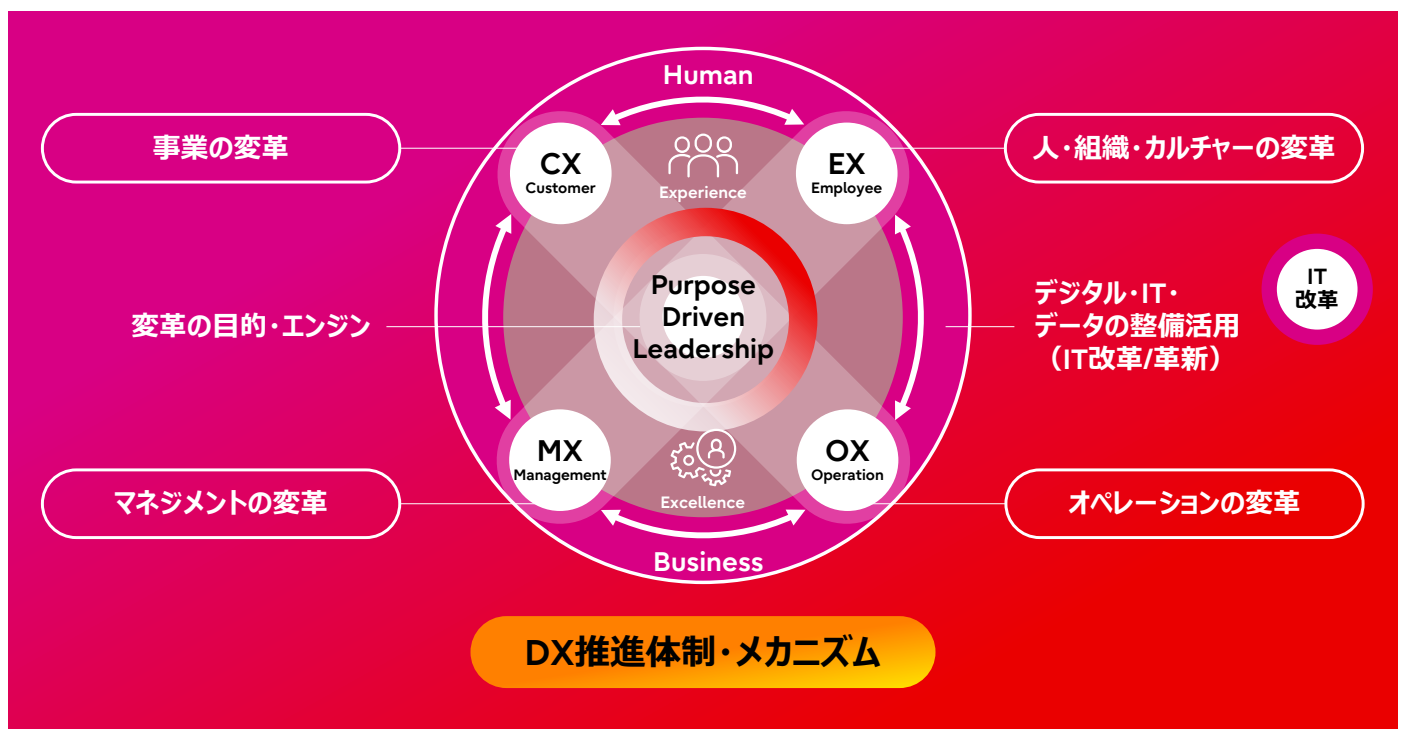 Human
事業の変革
CX
Customer
Experience
EX
Employee
人・組織・カルチャーの変革
変革の目的・エンジン
Purpose
Driven
Leadership
デジタル・IT・
データの整備活用
（IT改革/革新）
IT
改革
マネジメントの変革
MX
Management
Excellence
OX
Operation
オペレーションの変革
Business
DX推進体制・メカニズム